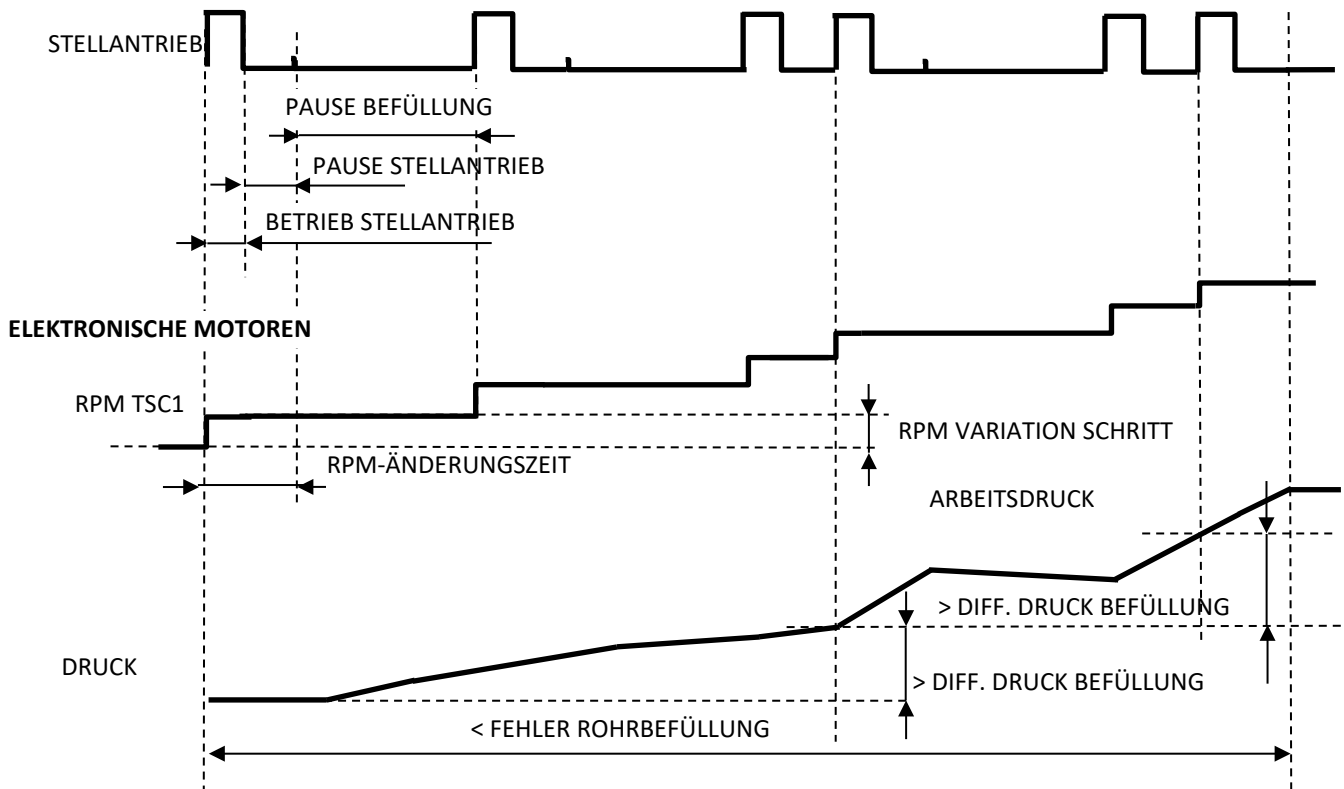 STELLANTRIEB
PAUSE BEFÜLLUNG
PAUSE STELLANTRIEB
BETRIEB STELLANTRIEB
ELEKTRONISCHE MOTOREN
RPM TSC1
RPM VARIATION SCHRITT
RPM-ÄNDERUNGSZEIT
ARBEITSDRUCK
> DIFF. DRUCK BEFÜLLUNG
DRUCK
> DIFF. DRUCK BEFÜLLUNG
< FEHLER ROHRBEFÜLLUNG